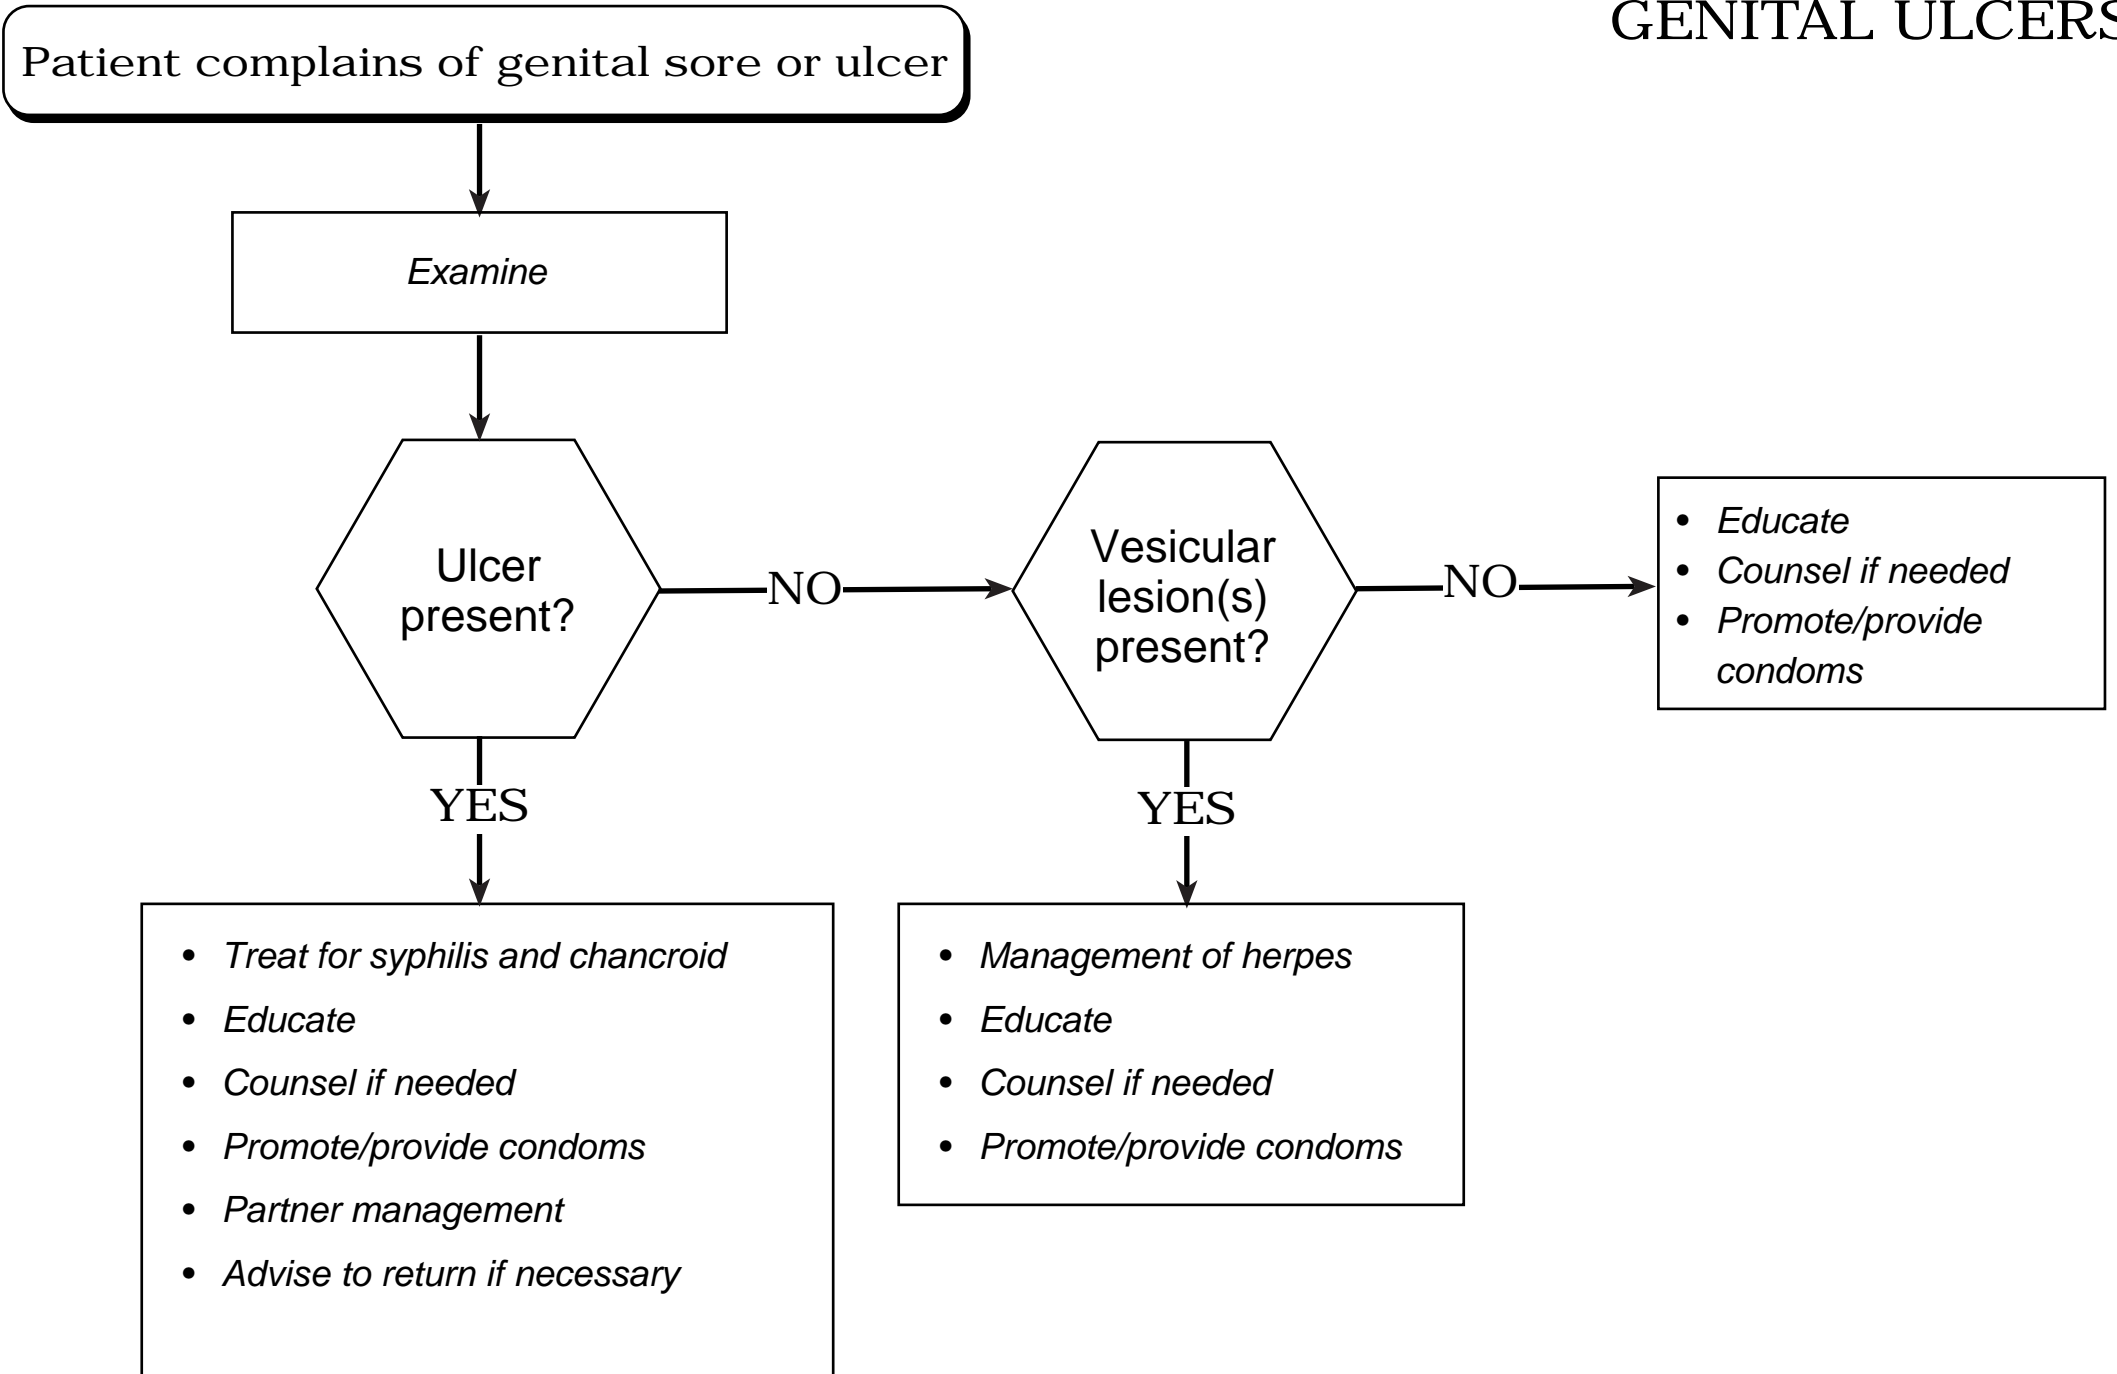 GENITAL ULCERS
Patient complains of genital sore or ulcer
Examine
Ulcer
present?
NO
Vesicular
lesion(s)
present?
NO
• Educate
• Counsel if needed
• Promote/provide
condoms
YES
YES
• Treat for syphilis and chancroid
• Educate
• Counsel if needed
• Promote/provide condoms
• Partner management
• Advise to return if necessary
• Management of herpes
• Educate
• Counsel if needed
• Promote/provide condoms